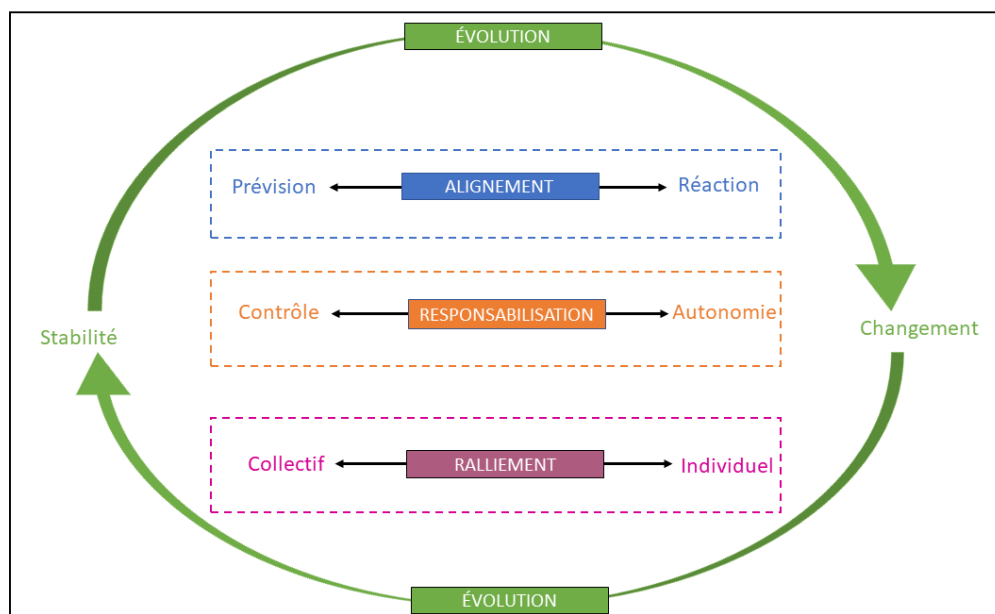 ÉVOLUTION
Prévision ALIGNEMENT Réaction
Contrôle RESPONSABILISATION Autonomie
Stabilité Changement
Collectif RALLIEMENT Individuel
ÉVOLUTION